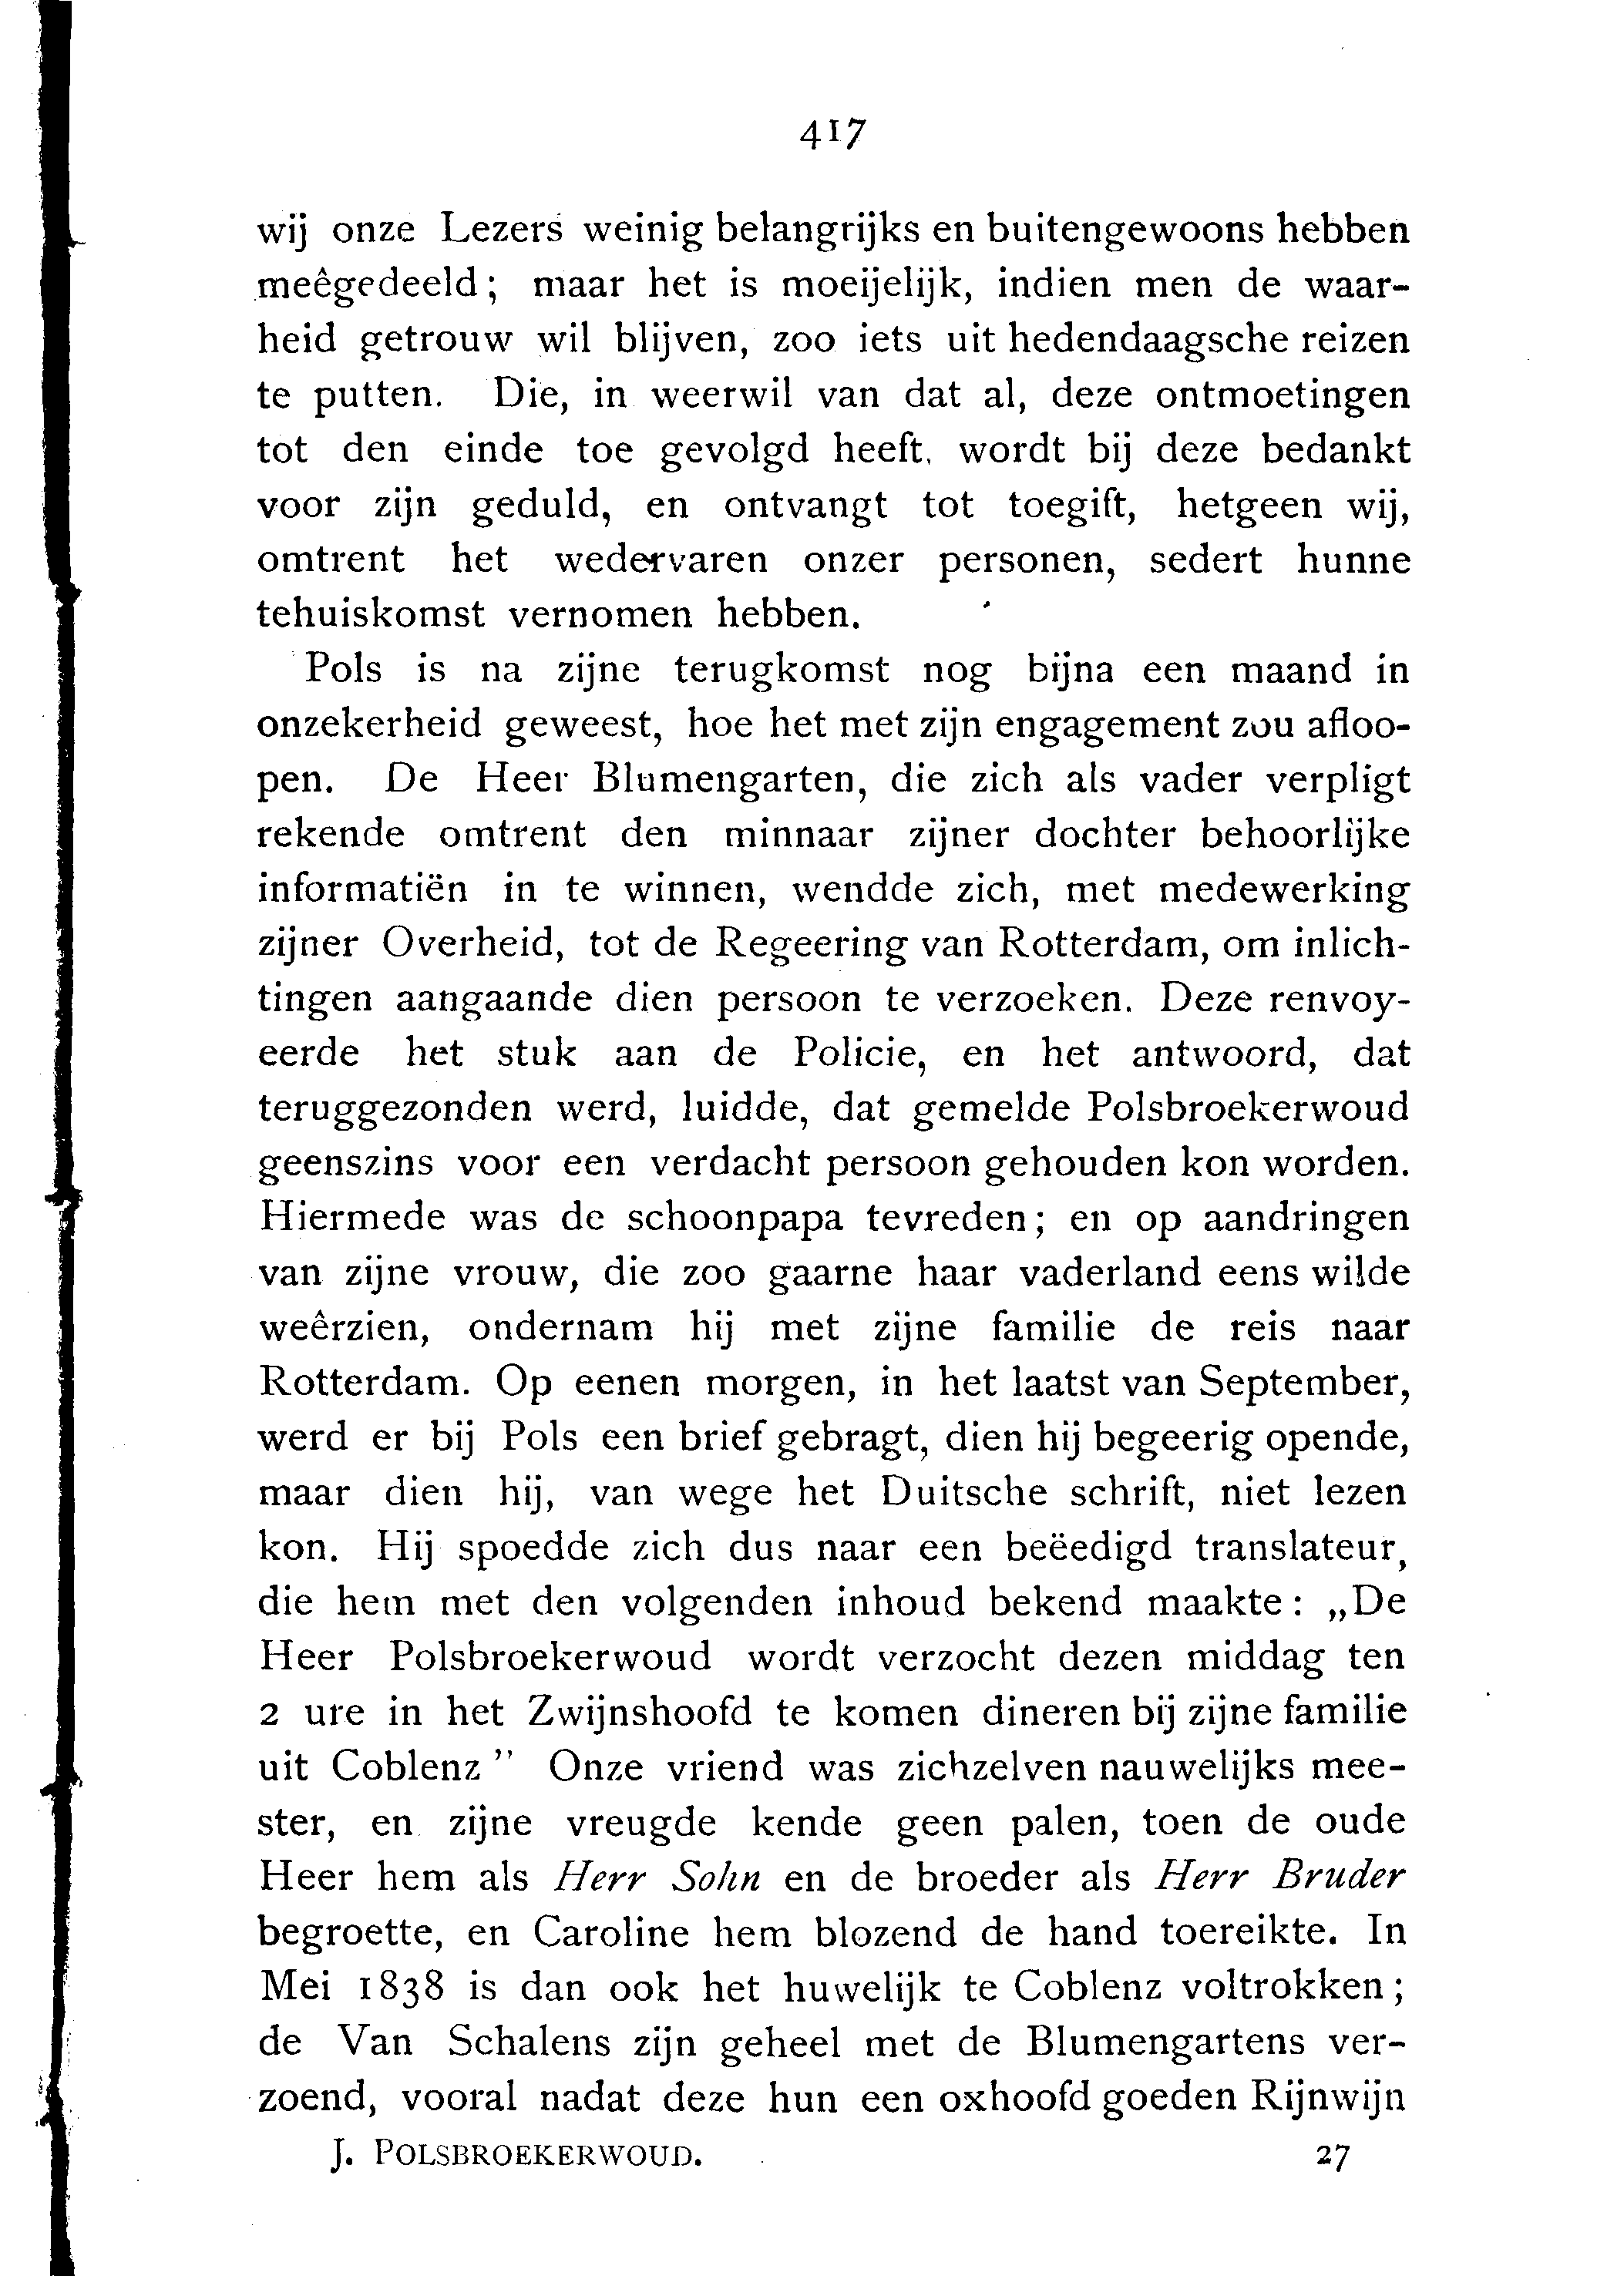 417
wij onze Lezers weinig belangrijks en buitengewoons hebben
meêgedeeld; maar het is moeijelijk, indien men de waar-
heid getrouw wil blijven, zoo iets uit hedendaagsche reizen
te putten. Die, in weerwil van dat al, deze ontmoetingen
tot den einde toe gevolgd heeft, wordt bij deze bedankt
voor zijn geduld, en ontvangt tot toegift, hetgeen wij,
omtrent het wedervaren onzer personen, sedert hunne
tehuiskomst vernomen hebben.
Pols is na zijne terugkomst nog bijna een maand in
onzekerheid geweest, hoe het met zijn engagement zou afloo-
pen. De Heer Blumengarten, die zich als vader verpligt
rekende omtrent den minnaar zijner dochter behoorlijke
informatiën in te winnen, wendde zich, met medewerking
zijner Overheid, tot de Regeering van Rotterdam, om inlich-
tingen aangaande dien persoon te verzoeken. Deze renvoy-
eerde het stuk aan de Policie, en het antwoord, dat
teruggezonden werd, luidde, dat gemelde Polsbroekerwoud
geenszins voor een verdacht persoon gehouden kon worden.
Hiermede was de schoonpapa tevreden; en op aandringen
van zijne vrouw, die zoo gaarne haar vaderland eens wilde
weêrzien, ondernam hij met zijne familie de reis naar
Rotterdam. Op eenen morgen, in het laatst van September,
werd er bij Pols een brief gebragt, dien hij begeerig opende,
maar dien hij, van wege het Duitsche schrift, niet lezen
kon. Hij spoedde zich dus naar een beëedigd translateur,
die hem met den volgenden inhoud bekend maakte: „De
Heer Polsbroekerwoud wordt verzocht dezen middag ten
2 ure in het Zwijnshoofd te komen dineren bij zijne familie
uit Coblenz" Onze vriend was zichzelven nauwelijks mee-
ster, en zijne vreugde kende geen palen, toen de oude
Heer hem als Herr Sohn en de broeder als Herr Bruder
begroette, en Caroline hem blozend de hand toereikte. In
Mei 1838 is dan ook het huwelijk te Coblenz voltrokken;
de Van Schalens zijn geheel met de Blumengartens ver-
zoend, vooral nadat deze hun een oxhoofd goeden Rijnwijn
J. POLSBROEKERWOUD. 27